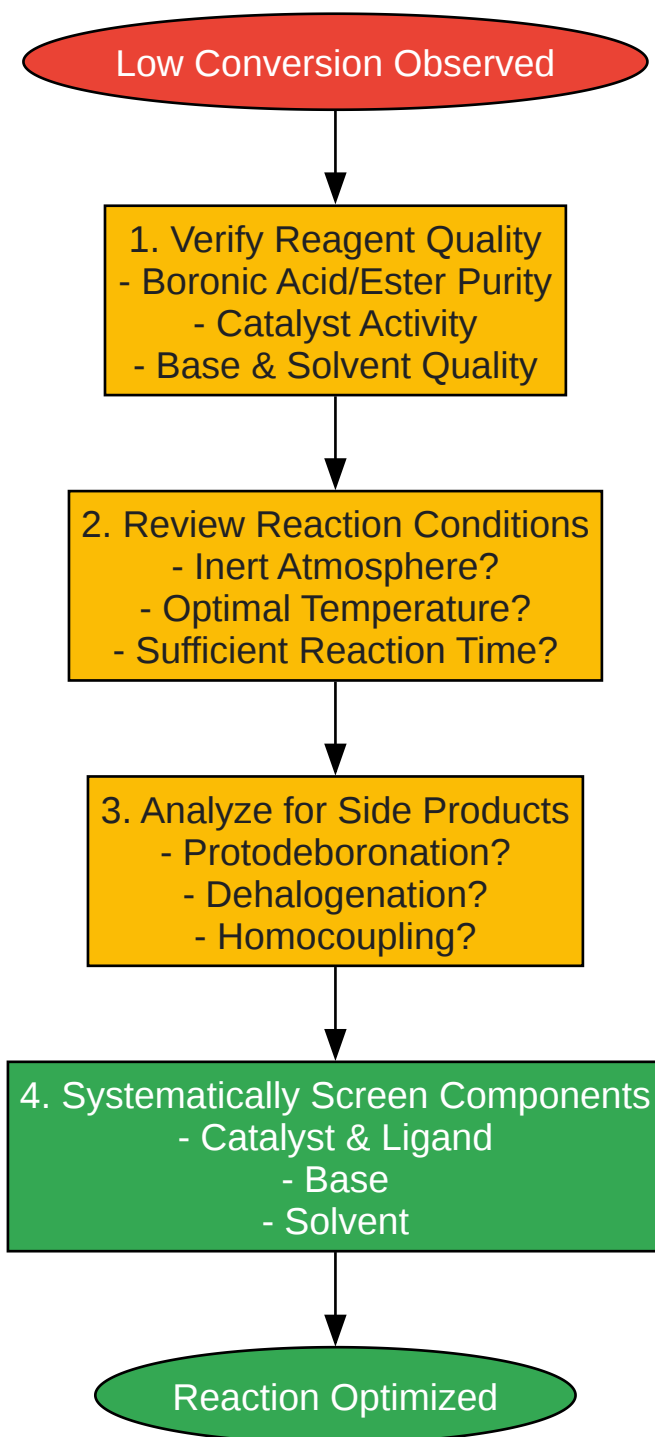 Low Conversion Observed
1. Verify Reagent Quality
- Boronic Acid/Ester Purity
- Catalyst Activity
- Base & Solvent Quality
2. Review Reaction Conditions
- Inert Atmosphere?
- Optimal Temperature?
- Sufficient Reaction Time?
3. Analyze for Side Products
- Protodeboronation?
- Dehalogenation?
- Homocoupling?
4. Systematically Screen Components
- Catalyst & Ligand
- Base
- Solvent
Reaction Optimized